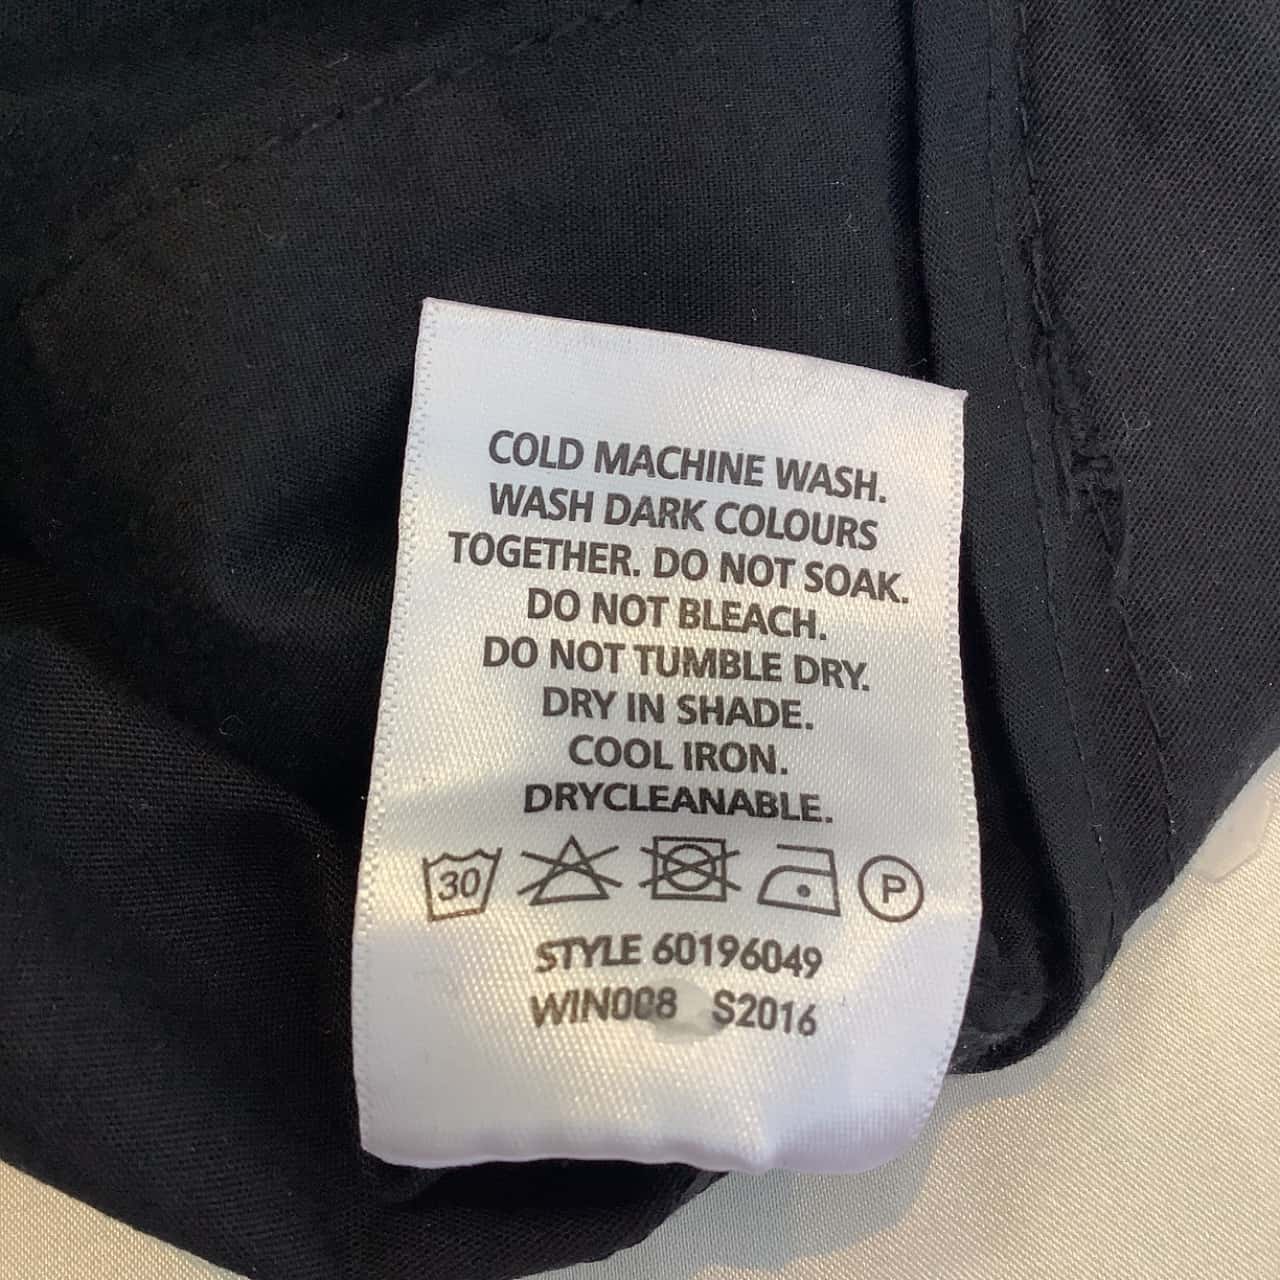 COLD MACHINE WASH.
WASH DARK COLOURS
TOGETHER. DO NOT SOAK.
DO NOT BLEACH.
DO NOT TUMBLE DRY.
DRY IN SHADE.
COOL IRON.
DRYCLEANABLE.
30 P
STYLE 60196049
WIN008 S2016